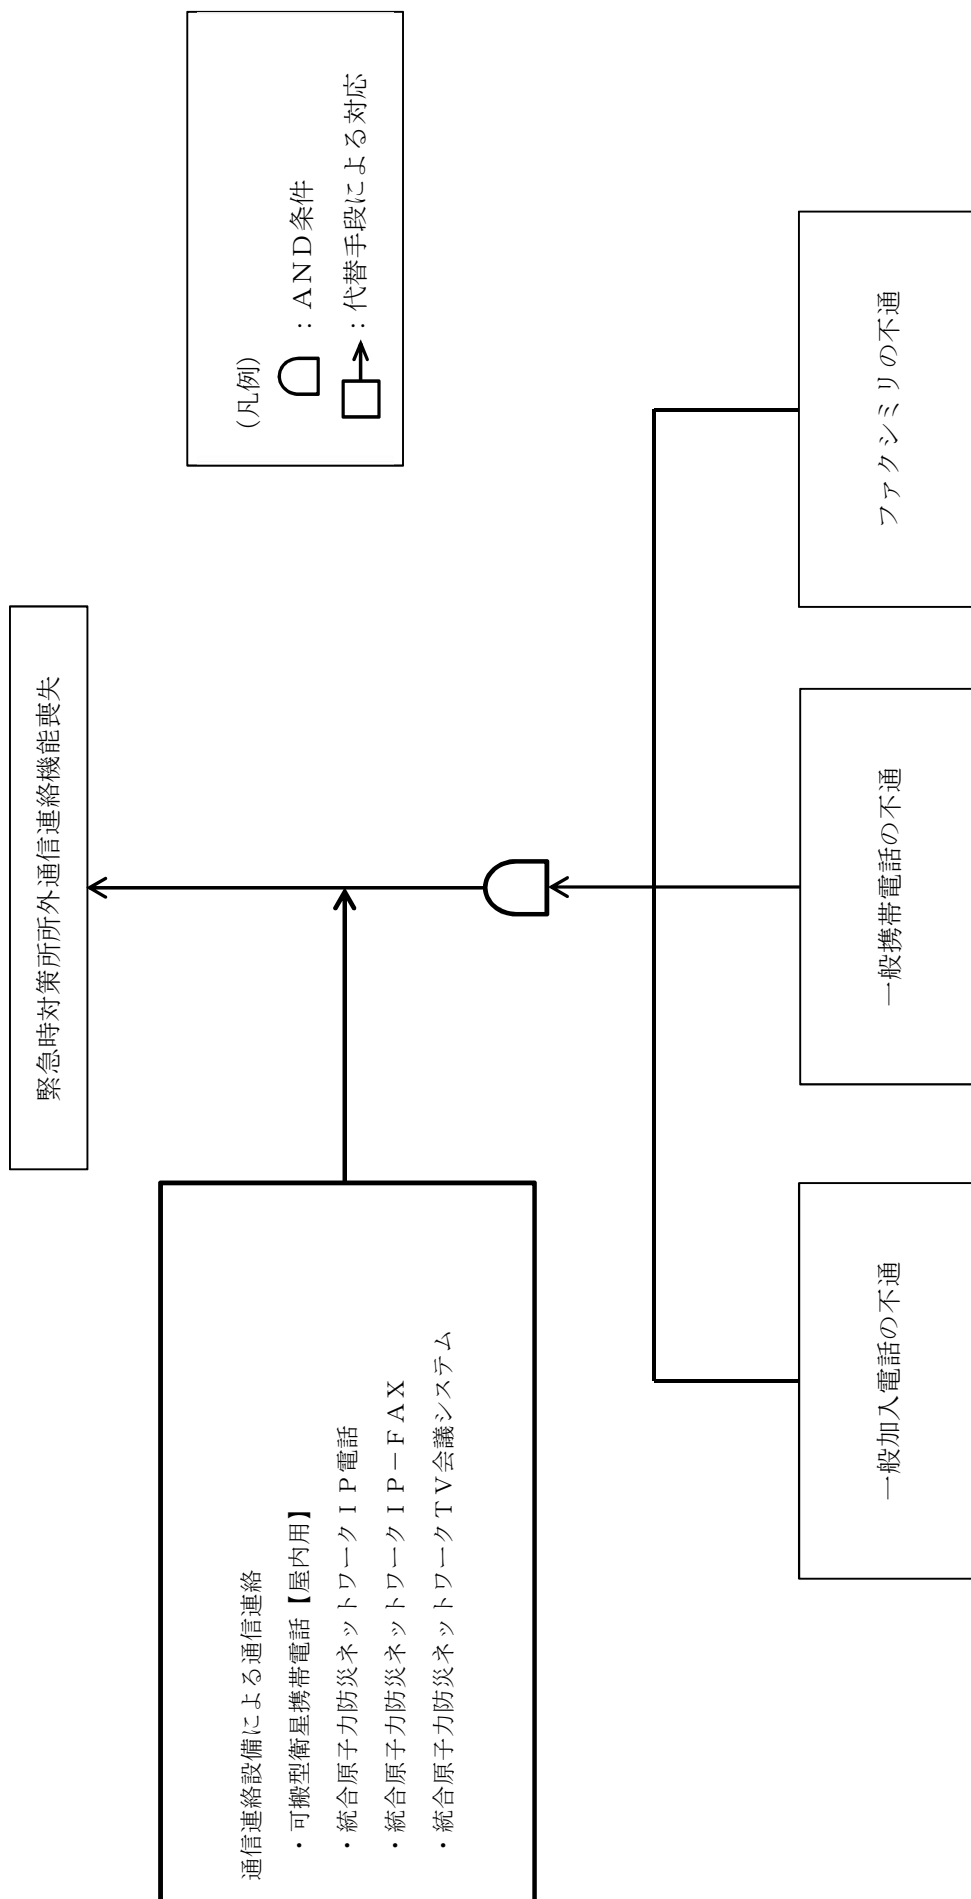 緊急時対策所所外通信連絡機能喪失
通信連絡設備による通信連絡
・可搬型衛星携帯電話【屋内用】
・統合原子力防災ネットワークＩＰ電話
・統合原子力防災ネットワークＩＰ－ＦＡＸ
・統合原子力防災ネットワークＴＶ会議システム
(凡例)
：ＡＮＤ条件
：代替手段による対応
一般加入電話の不通
一般携帯電話の不通
ファクシミリの不通